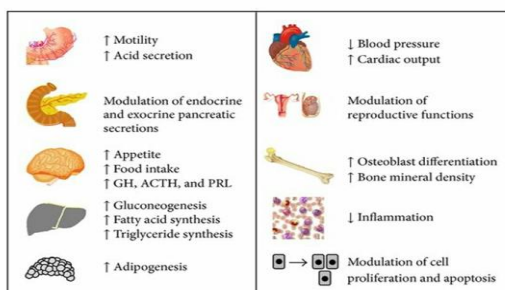 ↑ Motility
↑ Acid secretion
Modulation of endocrine
and exocrine pancreatic
secretions
↑ Appetite
↑ Food intake
↑ GH, ACTH, and PRL
↑ Gluconeogenesis
↑ Fatty acid synthesis
↑ Triglyceride synthesis
↑ Adipogenesis
↓ Blood pressure
↑ Cardiac output
Modulation of
reproductive functions
↑ Osteoblast differentiation
↑ Bone mineral density
↓ Inflammation
Modulation of cell
proliferation and apoptosis